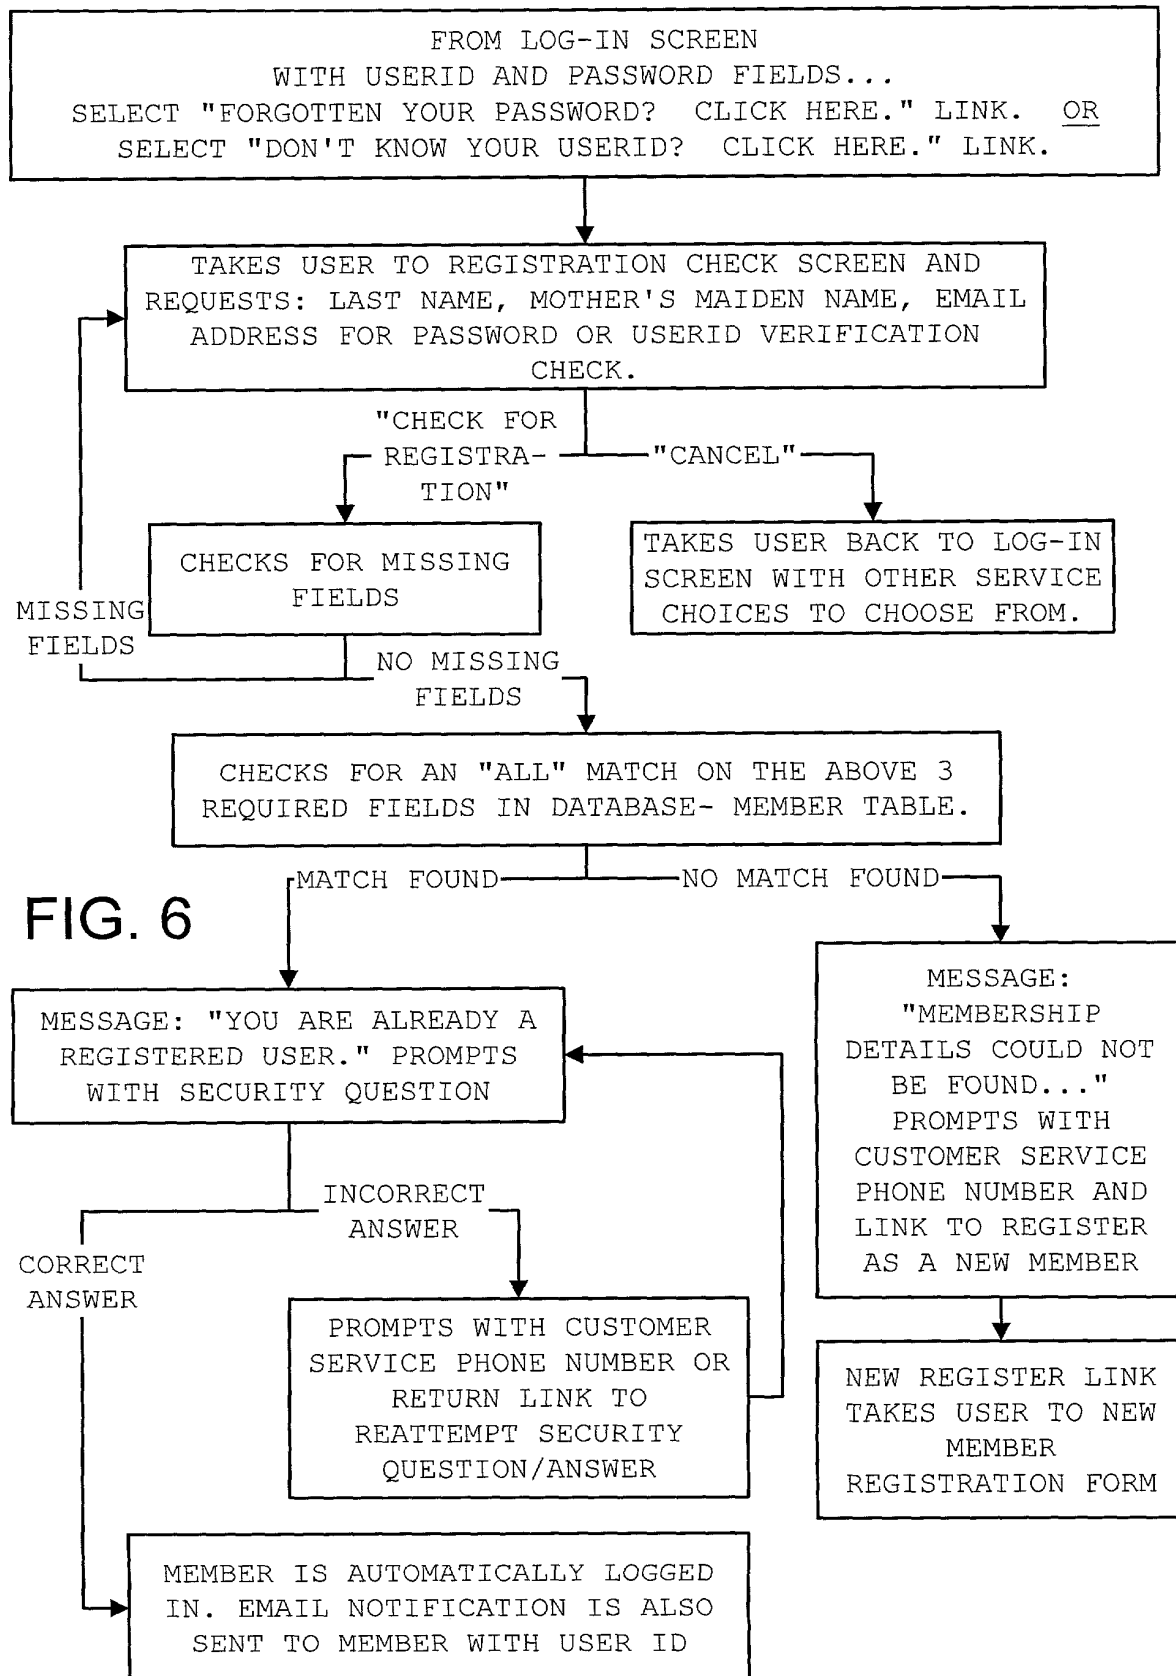 FROM LOG-IN SCREEN
WITH USERID AND PASSWORD FIELDS...
SELECT "FORGOTTEN YOUR PASSWORD? CLICK HERE." LINK. OR
SELECT "DON'T KNOW YOUR USERID? CLICK HERE." LINK.
TAKES USER TO REGISTRATION CHECK SCREEN AND
REQUESTS: LAST NAME, MOTHER'S MAIDEN NAME, EMAIL
ADDRESS FOR PASSWORD OR USERID VERIFICATION
CHECK.
"CHECK FOR
REGISTRA-
TION"
"CANCEL"
CHECKS FOR MISSING
FIELDS
TAKES USER BACK TO LOG-IN
SCREEN WITH OTHER SERVICE
CHOICES TO CHOOSE FROM.
MISSING
FIELDS
NO MISSING
FIELDS
CHECKS FOR AN "ALL" MATCH ON THE ABOVE 3
REQUIRED FIELDS IN DATABASE- MEMBER TABLE.
MATCH FOUND
NO MATCH FOUND
FIG. 6
MESSAGE: "YOU ARE ALREADY A
REGISTERED USER." PROMPTS
WITH SECURITY QUESTION
MESSAGE:
"MEMBERSHIP
DETAILS COULD NOT
BE FOUND..."
PROMPTS WITH
CUSTOMER SERVICE
PHONE NUMBER AND
LINK TO REGISTER
AS A NEW MEMBER
INCORRECT
ANSWER
CORRECT
ANSWER
PROMPTS WITH CUSTOMER
SERVICE PHONE NUMBER OR
RETURN LINK TO
REATTEMPT SECURITY
QUESTION/ANSWER
NEW REGISTER LINK
TAKES USER TO NEW
MEMBER
REGISTRATION FORM
MEMBER IS AUTOMATICALLY LOGGED
IN. EMAIL NOTIFICATION IS ALSO
SENT TO MEMBER WITH USER ID